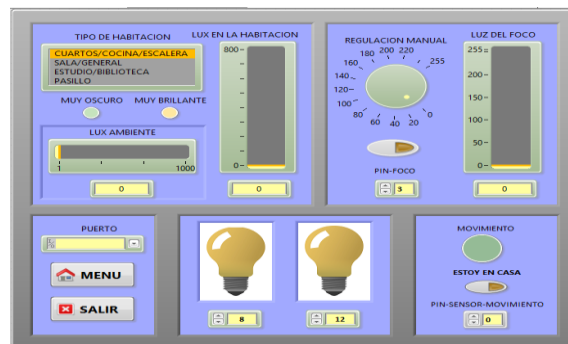 TIPO DE HABITACION
CUARTOS/COCINA/ESCALERA
SALA/GENERAL
ESTUDIO/BIBLIOTECA
PASILLO
MUY OSCURO MUY BRILLANTE
LUX AMBIENTE
1 1000
0
LUX EN LA HABITACION
800
0
0
REGULACION MANUAL
0 20 40 60 80 100 120 140 160 180 200 220 255
PIN-FOCO
3
LUZ DEL FOCO
255
200
150
100
50
0
0
PUERTO
MENU
SALIR
8 12
MOVIMIENTO
ESTOY EN CASA
PIN-SENSOR-MOVIMIENTO
0